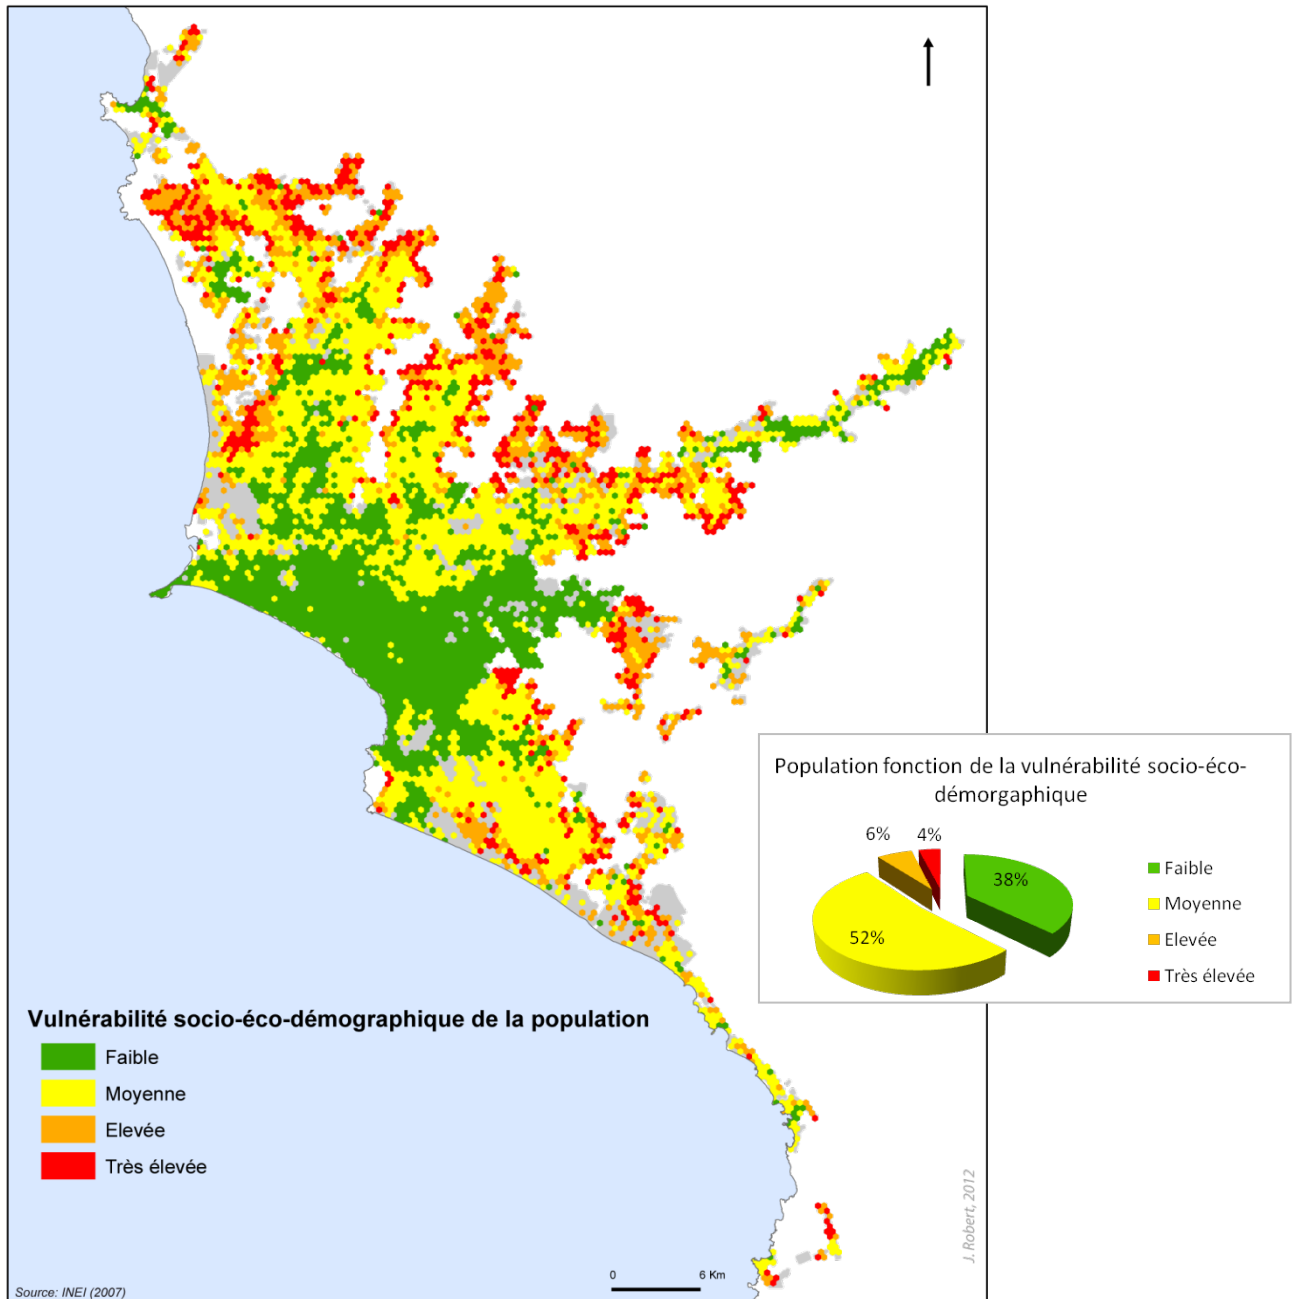 Population fonction de la vulnérabilité socio-éco-
démorgaphique
6%
4%
38%
52%
Faible
Moyenne
Elevée
Très élevée
Vulnérabilité socio-éco-démographique de la population
Faible
Moyenne
Elevée
Très élevée
J. Robert, 2012
0 6 Km
Source: INEI (2007)